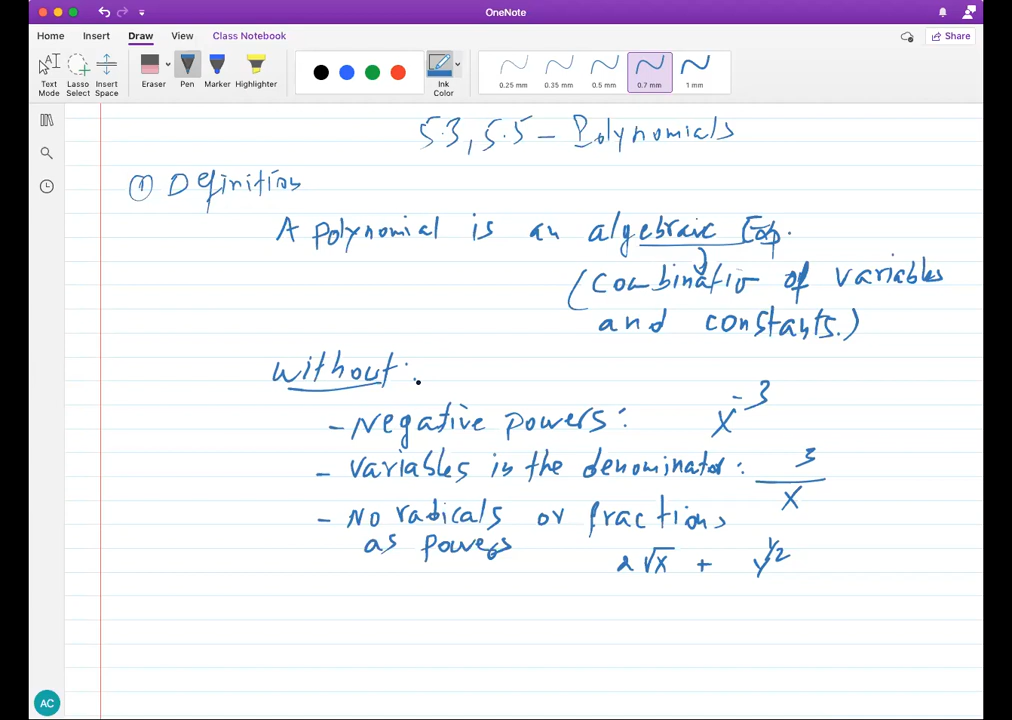 OneNote
Home Insert Draw View Class Notebook Share
Text Mode Lasso Select Insert Space Eraser Pen Marker Highlighter Ink Color 0.25 mm 0.35 mm 0.5 mm 0.7 mm 1 mm
5.3, 5.5 - Polynomials
① Definition
A polynomial is an algebraic Exp.
(Combinatio of variables
and constants.)
Without:
- Negative powers: x⁻³
- Variables in the denominator: 3/x
- No radicals or fractions
as powers
2√x + y^1/2
AC